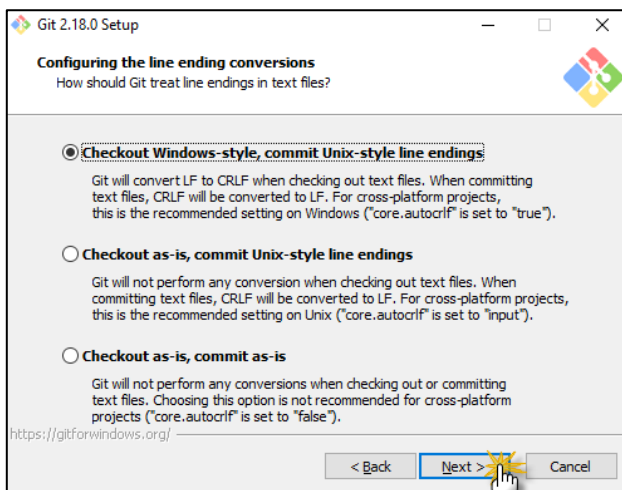 Git 2.18.0 Setup
Configuring the line ending conversions
How should Git treat line endings in text files?
Checkout Windows-style, commit Unix-style line endings
Git will convert LF to CRLF when checking out text files. When committing
text files, CRLF will be converted to LF. For cross-platform projects,
this is the recommended setting on Windows ("core.autocrlf" is set to "true").
Checkout as-is, commit Unix-style line endings
Git will not perform any conversion when checking out text files. When
committing text files, CRLF will be converted to LF. For cross-platform projects,
this is the recommended setting on Unix ("core.autocrlf" is set to "input").
Checkout as-is, commit as-is
Git will not perform any conversions when checking out or committing
text files. Choosing this option is not recommended for cross-platform
projects ("core.autocrlf" is set to "false").
https://gitforwindows.org/
< Back Next > Cancel